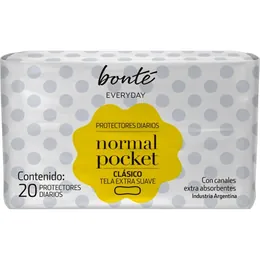 bonté
EVERYDAY
PROTECTORES DIARIOS
normal
pocket
CLÁSICO
TELA EXTRA SUAVE
Contenido:
20 PROTECTORES
DIARIOS
Con canales
extra absorbentes
Industria Argentina